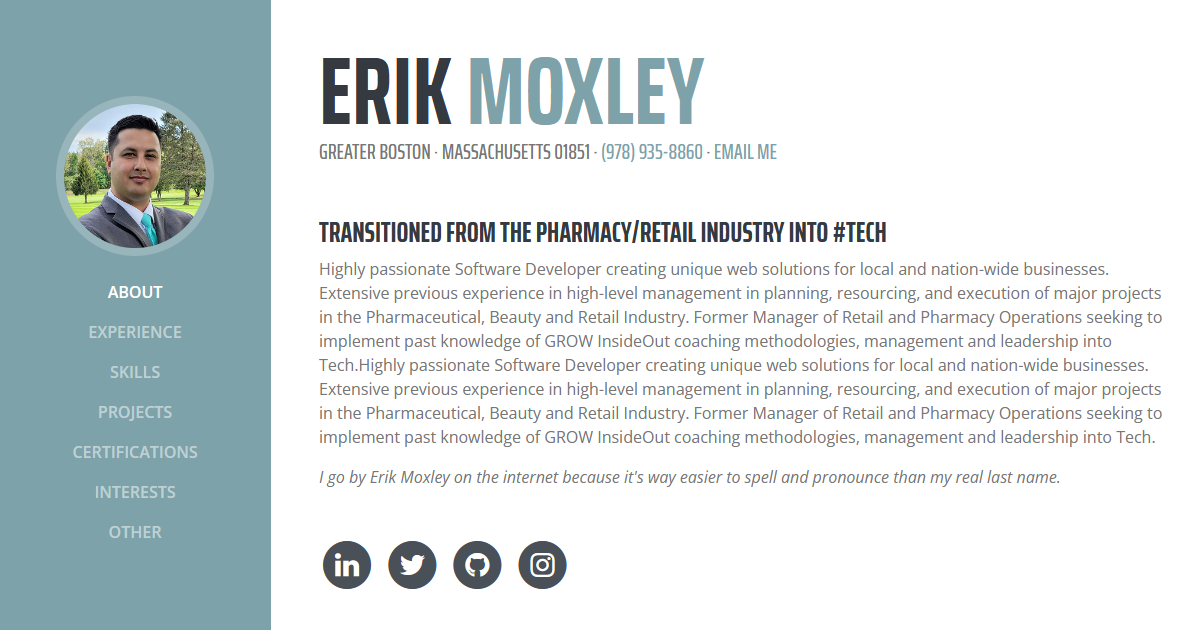 ERIK MOXLEY
GREATER BOSTON · MASSACHUSETTS 01851 · (978) 935-8860 · EMAIL ME
TRANSITIONED FROM THE PHARMACY/RETAIL INDUSTRY INTO #TECH
Highly passionate Software Developer creating unique web solutions for local and nation-wide businesses.
Extensive previous experience in high-level management in planning, resourcing, and execution of major projects
in the Pharmaceutical, Beauty and Retail Industry. Former Manager of Retail and Pharmacy Operations seeking to
implement past knowledge of GROW InsideOut coaching methodologies, management and leadership into
Tech.Highly passionate Software Developer creating unique web solutions for local and nation-wide businesses.
Extensive previous experience in high-level management in planning, resourcing, and execution of major projects
in the Pharmaceutical, Beauty and Retail Industry. Former Manager of Retail and Pharmacy Operations seeking to
implement past knowledge of GROW InsideOut coaching methodologies, management and leadership into Tech.
I go by Erik Moxley on the internet because it's way easier to spell and pronounce than my real last name.
in
ABOUT
EXPERIENCE
SKILLS
PROJECTS
CERTIFICATIONS
INTERESTS
OTHER